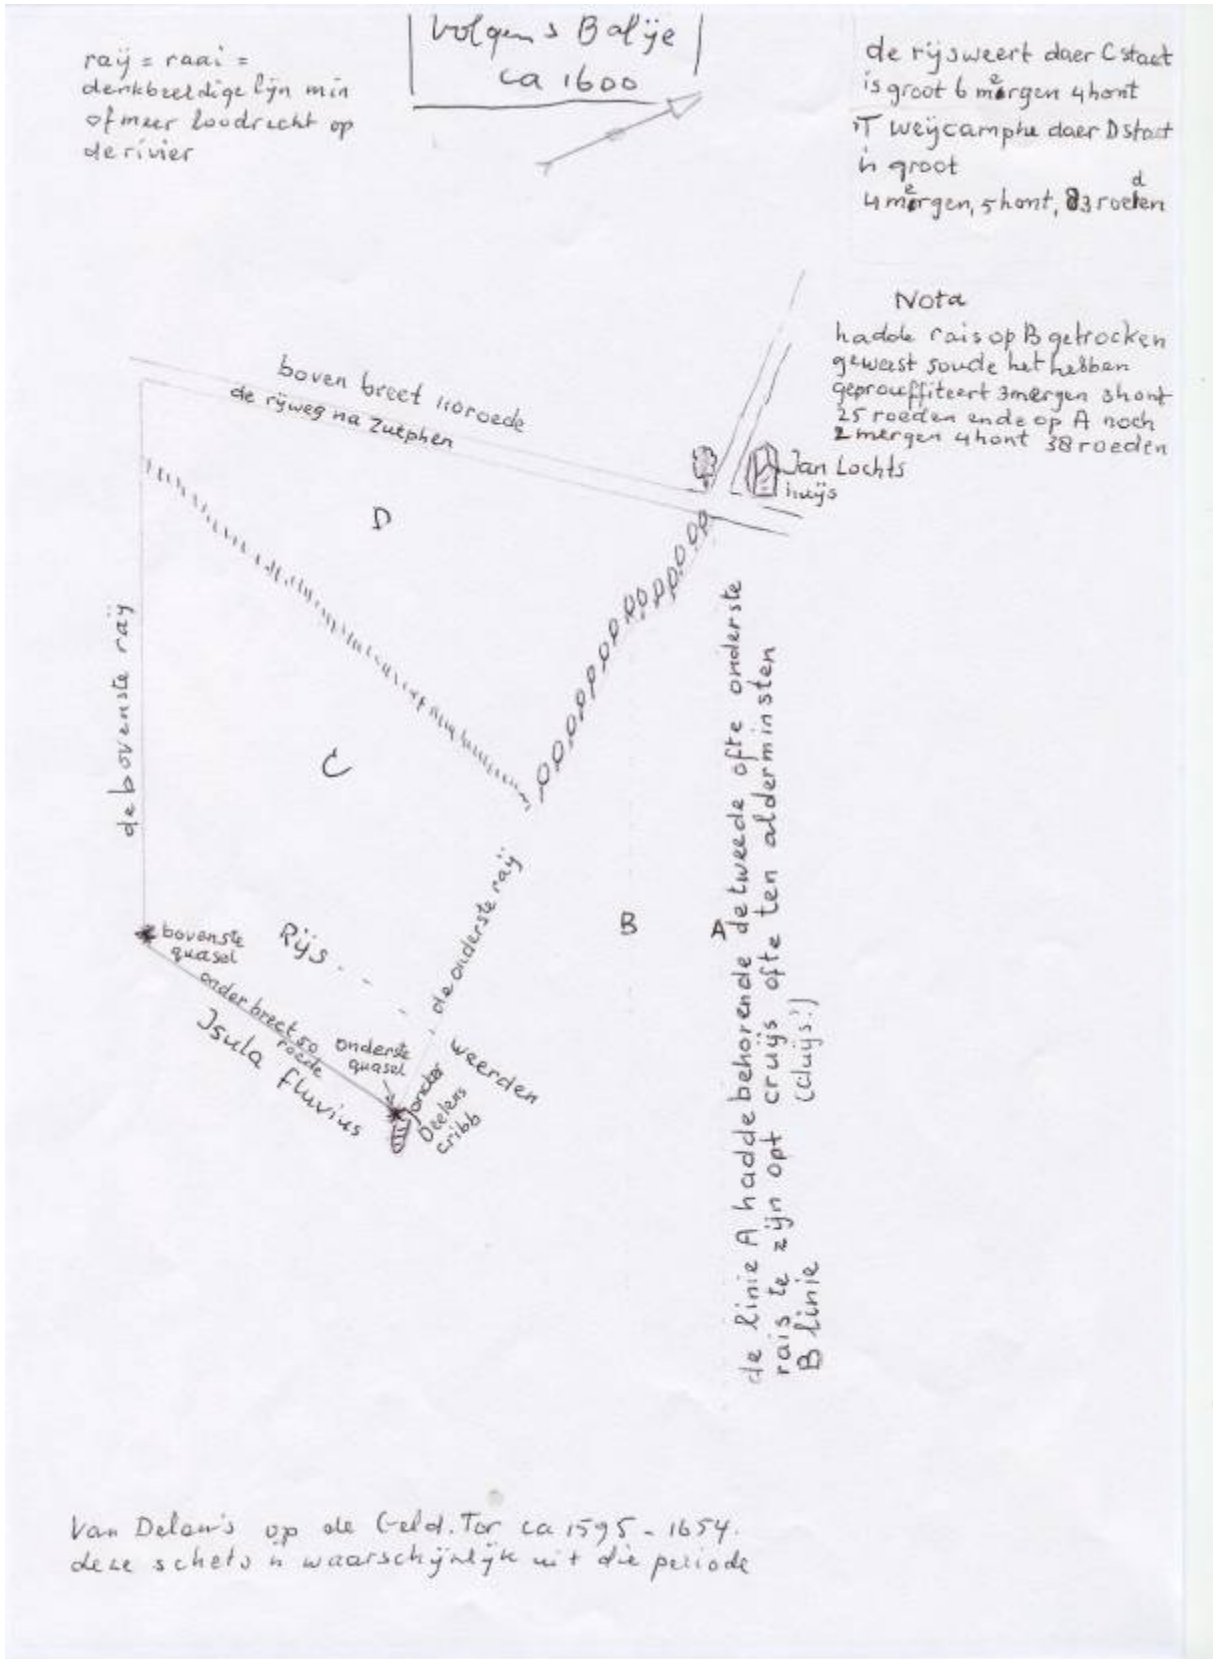 raij = raai =
denkbeeldige lijn min
of meer loodrecht op
de rivier
volgens Balije
ca 1600
de rijsweert daer C staet
is groot 6 mergen 4 hont
'T weijcamphe daer D staet
is groot
4 mergen, 5 hont, 83 roeden
Nota
hadde rais op B getrocken
geweest soude het hebben
geprouffiteert 3 mergen 3 hont
25 roeden ende op A noch
2 mergen 4 hont 38 roeden
boven breet 110 roede
de rijweg na Zutphen
Jan Lochts
huijs
D
de bovenste raij
C
de onderste raij
B
A
de linie A hadde behorende de tweede ofte onderste
rais te zijn opt cruijs ofte ten alderminsten
B linie
(cluijs?)
bovenste
quasel
Rijs
weerden
onder breet 50
roede
Isula fluvius
onderste
quasel
onder
Deelens
cribb
Van Delen's op de Geld. Tor ca 1595 - 1654.
deze schets is waarschijnlijk uit die periode